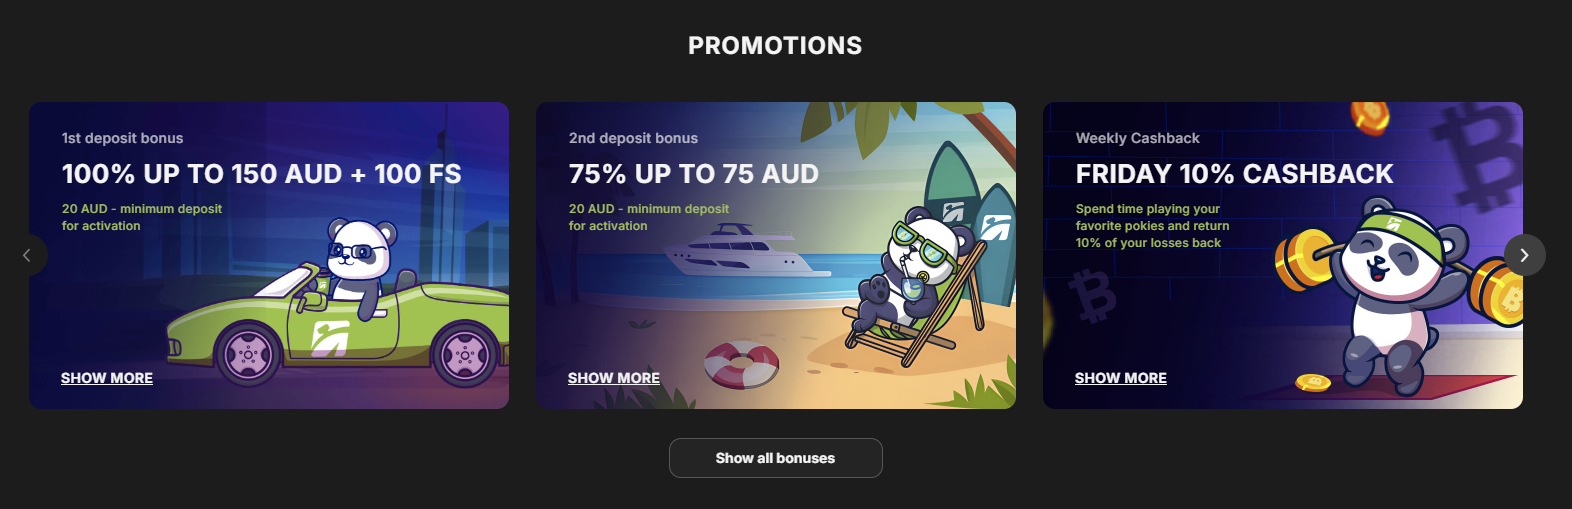 PROMOTIONS
1st deposit bonus
100% UP TO 150 AUD + 100 FS
20 AUD - minimum deposit
for activation
SHOW MORE
2nd deposit bonus
75% UP TO 75 AUD
20 AUD - minimum deposit
for activation
SHOW MORE
Weekly Cashback
FRIDAY 10% CASHBACK
Spend time playing your
favorite pokies and return
10% of your losses back
SHOW MORE
Show all bonuses